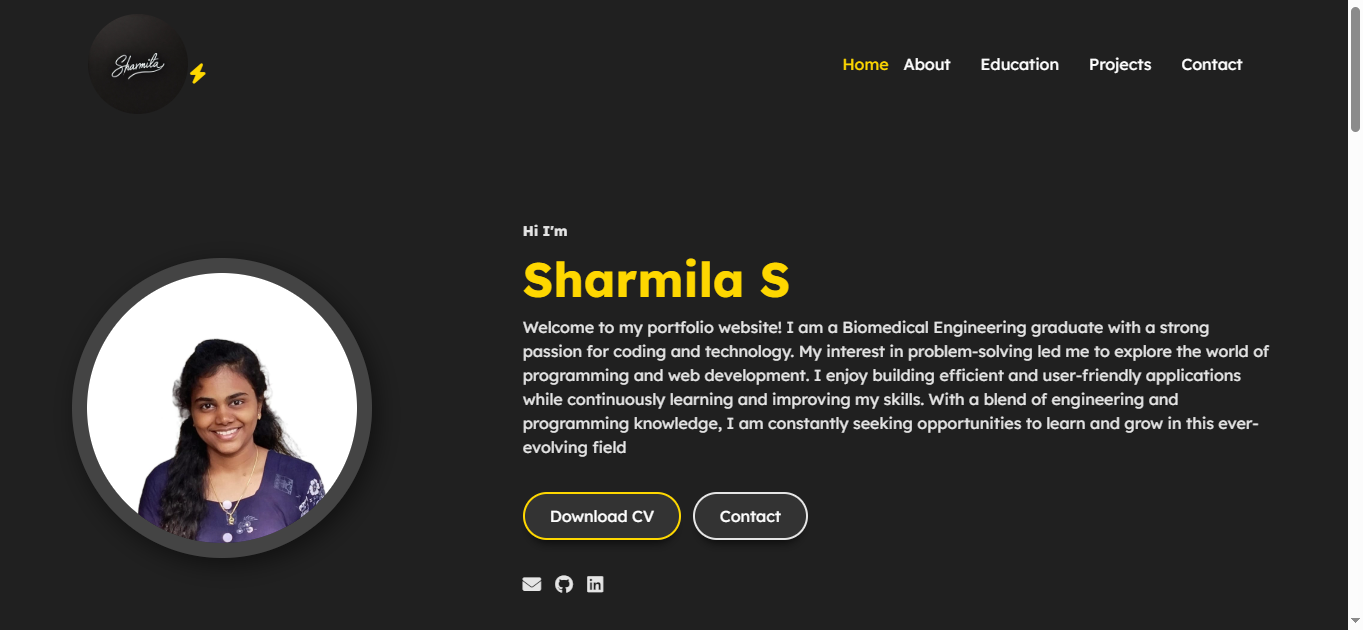 Sharmila
Home About Education Projects Contact
Hi I'm
Sharmila S
Welcome to my portfolio website! I am a Biomedical Engineering graduate with a strong
passion for coding and technology. My interest in problem-solving led me to explore the world of
programming and web development. I enjoy building efficient and user-friendly applications
while continuously learning and improving my skills. With a blend of engineering and
programming knowledge, I am constantly seeking opportunities to learn and grow in this ever-
evolving field
Download CV Contact
in